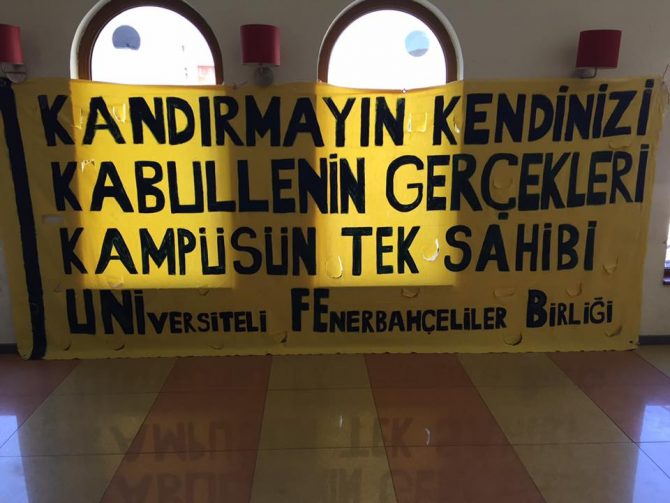 KANDIRMAYIN KENDİNİZİ
KABULLENİN GERÇEKLERİ
KAMPÜSÜN TEK SAHİBİ
UNİVERSİTELİ FENERBAHÇELİLER BİRLİĞİ